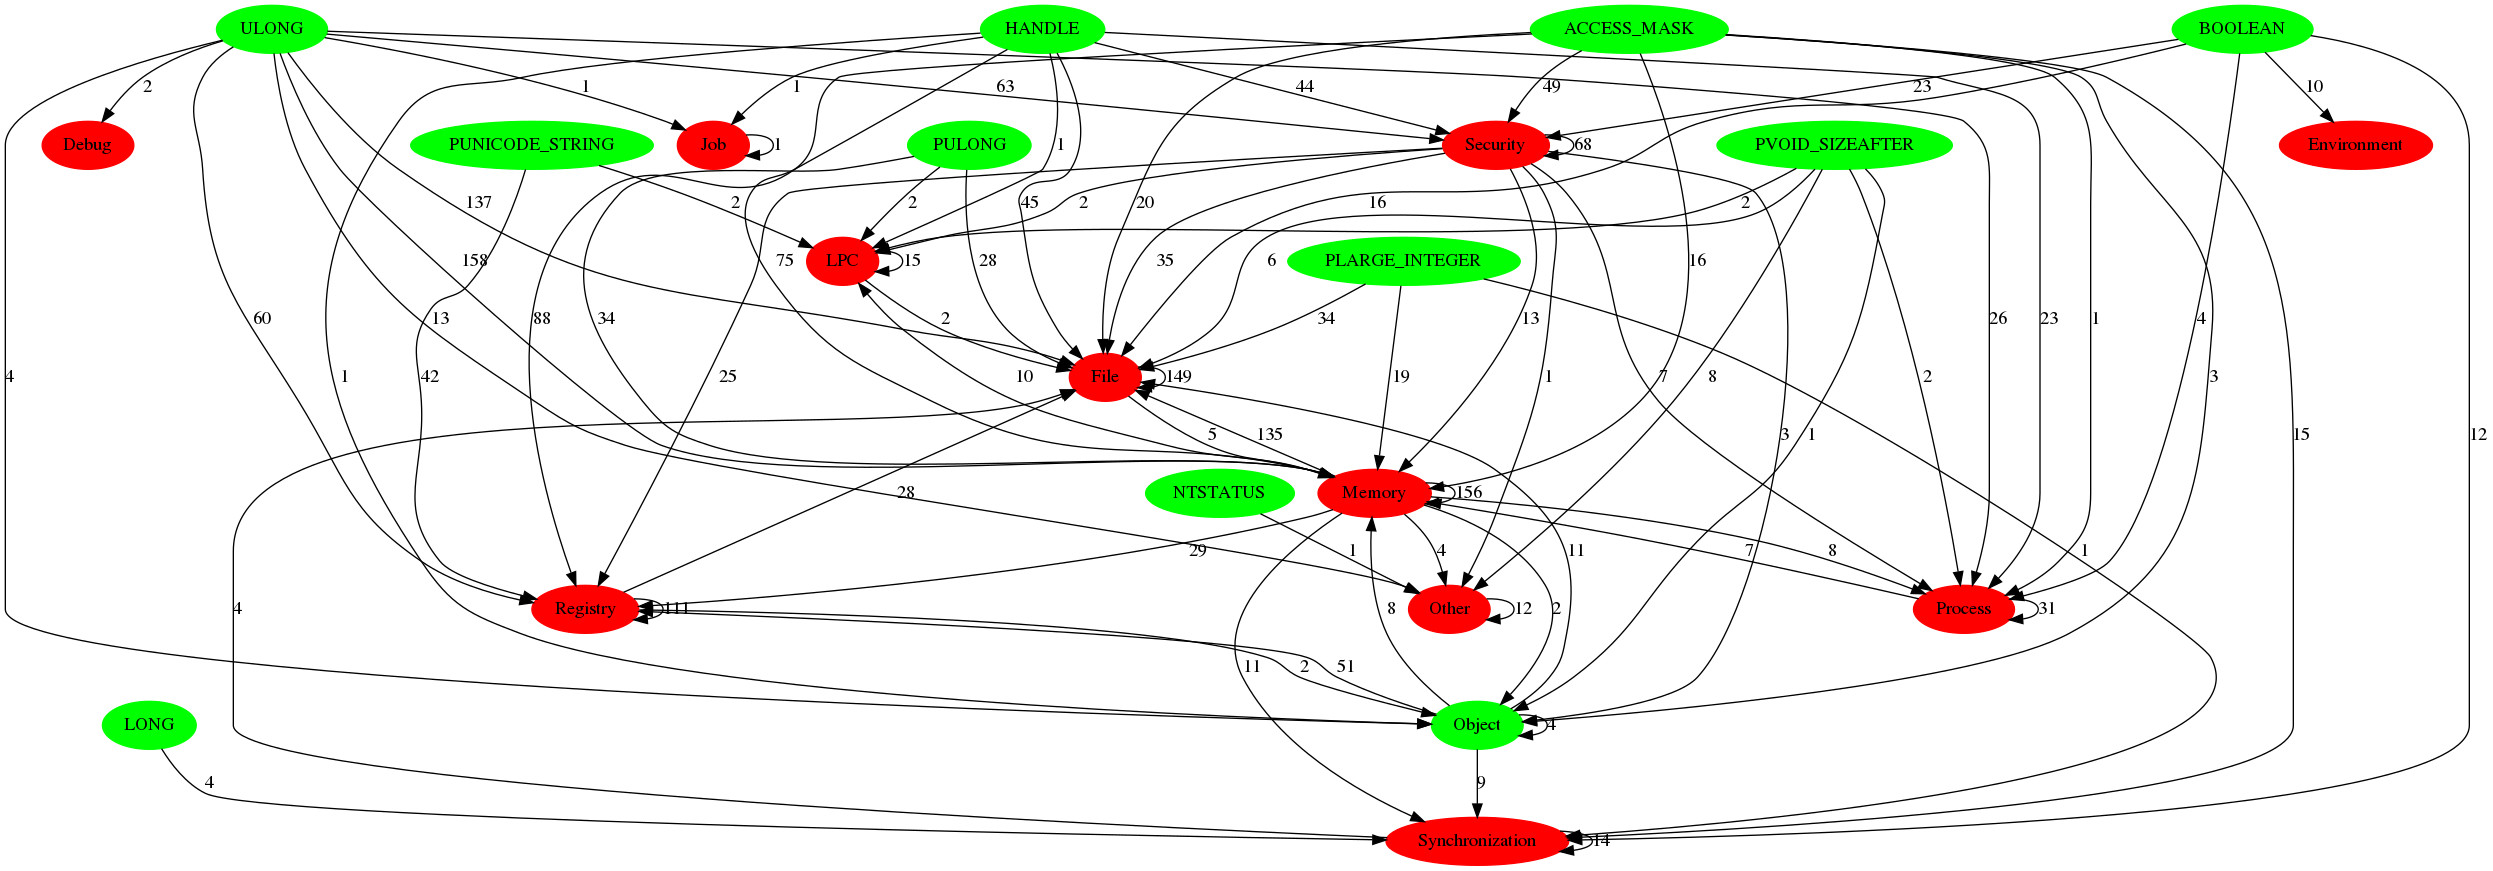 ULONG HANDLE ACCESS_MASK BOOLEAN
2 1 1 63 44 49 23 10
Debug PUNICODE_STRING Job 1 PULONG Security 68 PVOID_SIZEAFTER Environment
137 2 2 1 45 2 20 16 2
158 LPC 15 28 75 35 6 PLARGE_INTEGER 16
60 13 88 34 2 34 13 26 23 1 4
4 1 42 25 10 File 149 19 1 8 7 2 3
28 5 135 3 1 15 12
NTSTATUS Memory 156
29 1 4 11 7 8 1
4 Registry 111 8 Other 12 2 Process 31
11 2 51
LONG Object 4
4 9
Synchronization 14